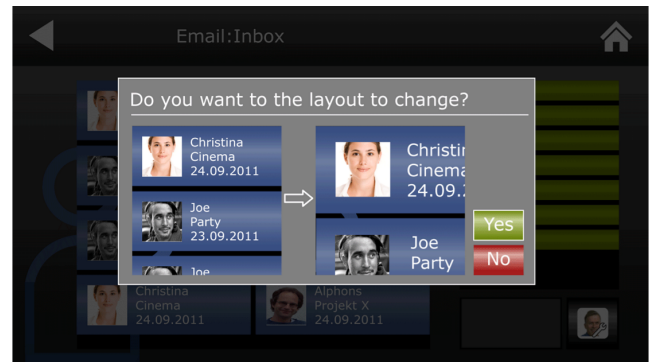 Email:Inbox
Do you want to the layout to change?
Christina
Cinema
24.09.2011
Joe
Party
23.09.2011
Joe
Christin
Cinema
24.09.2
Joe
Party
Yes
No
Christina
Cinema
24.09.2011
Alphons
Projekt X
24.09.2011